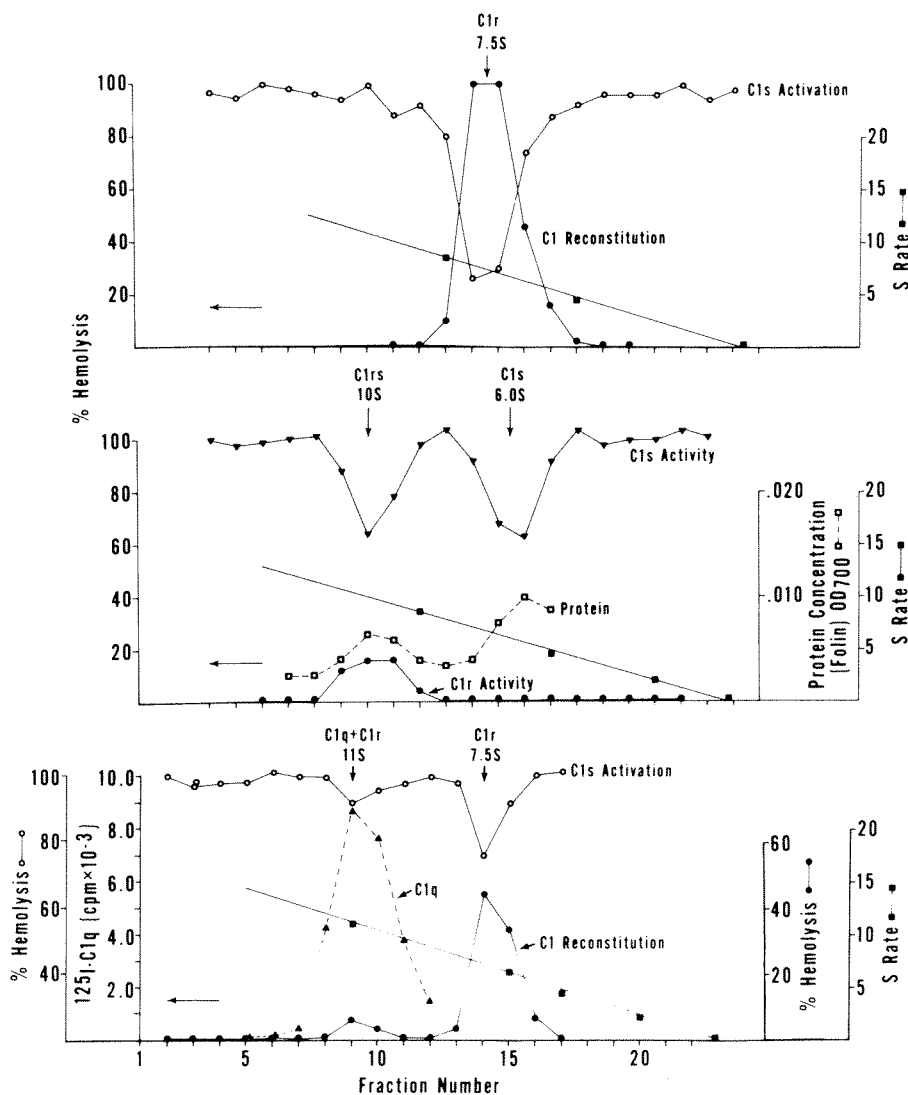 C1r
7.5S
100
80
60
40
20
C1s Activation
C1 Reconstitution
20
15
10
5
S Rate
% Hemolysis
C1rs
10S
C1s
6.0S
100
80
60
40
20
C1s Activity
Protein
C1r Activity
.020
.010
Protein Concentration
(Folin) OD700
20
15
10
5
S Rate
C1q+C1r
11S
C1r
7.5S
100
80
60
40
% Hemolysis
10.0
8.0
6.0
4.0
2.0
125I-C1q (cpm×10-3)
C1s Activation
C1q
C1 Reconstitution
60
40
20
% Hemolysis
20
15
10
5
S Rate
1
5
10
15
20
Fraction Number